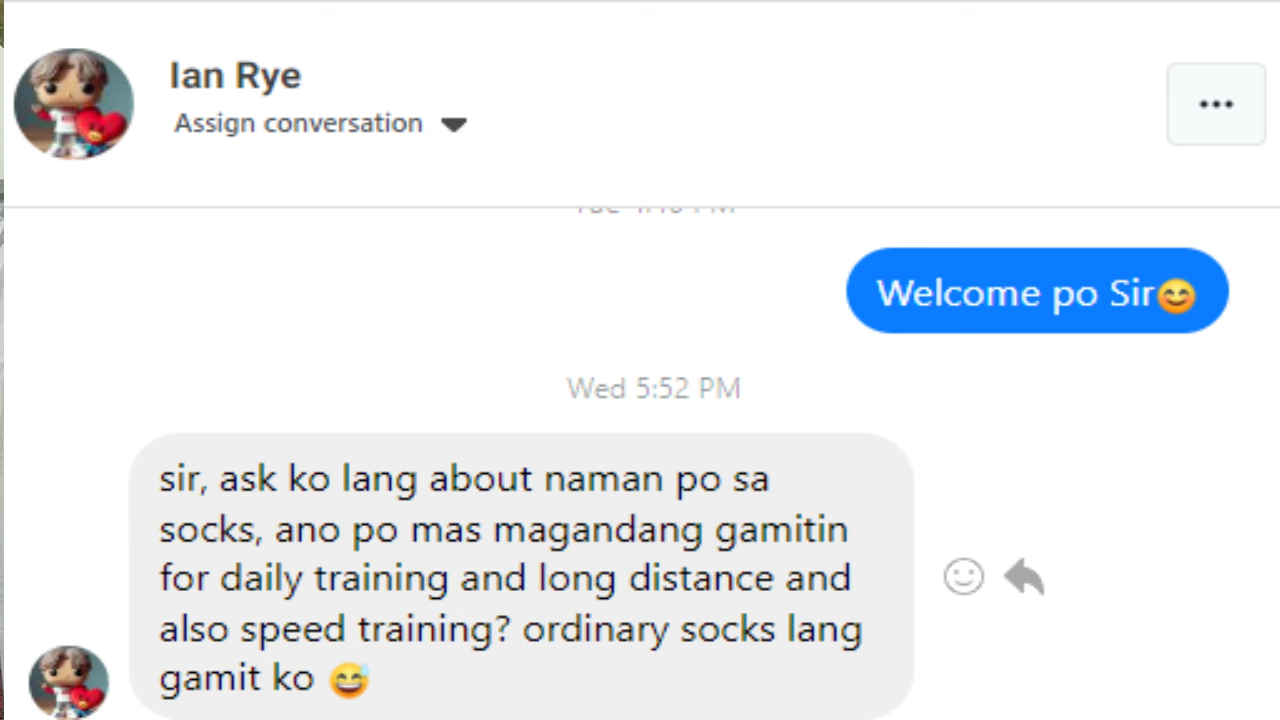 Ian Rye
Assign conversation
Welcome po Sir😊
Wed 5:52 PM
sir, ask ko lang about naman po sa
socks, ano po mas magandang gamitin
for daily training and long distance and
also speed training? ordinary socks lang
gamit ko 😅